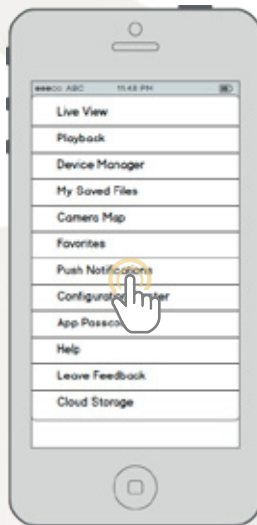 ABC 11:48 PM
Live View
Playback
Device Manager
My Saved Files
Camera Map
Favorites
Push Notifications
Configuration
App
Help
Leave Feedback
Cloud Storage